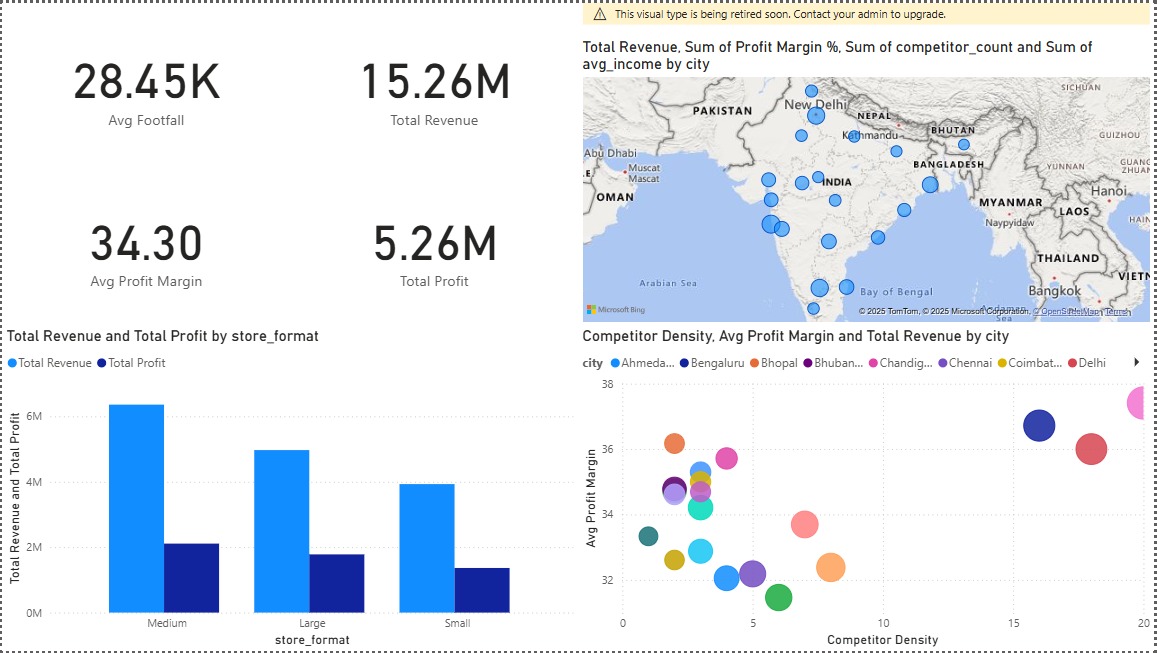 28.45K
Avg Footfall
15.26M
Total Revenue
34.30
Avg Profit Margin
5.26M
Total Profit
This visual type is being retired soon. Contact your admin to upgrade.
Total Revenue, Sum of Profit Margin %, Sum of competitor_count and Sum of
avg_income by city
SICHUAN
PAKISTAN
New Delhi
NEPAL
Kathmandu
BHUTAN
GUIZHOU
Abu Dhabi
BANGLADESH
YUNNAN
Muscat
Mascat
INDIA
Hanoi
OMAN
MYANMAR
LAOS
Naypyidaw
THAILAND
Arabian Sea
Bay of Bengal
Bangkok
Microsoft Bing
© 2025 TomTom, © 2025 Microsoft Corporation, © OpenStreetMap Terms
Total Revenue and Total Profit by store_format
Total Revenue Total Profit
Total Revenue and Total Profit
6M
4M
2M
0M
Medium Large Small
store_format
Competitor Density, Avg Profit Margin and Total Revenue by city
city Ahmeda... Bengaluru Bhopal Bhuban... Chandig... Chennai Coimbat... Delhi
Avg Profit Margin
38
36
34
32
0 5 10 15 20
Competitor Density